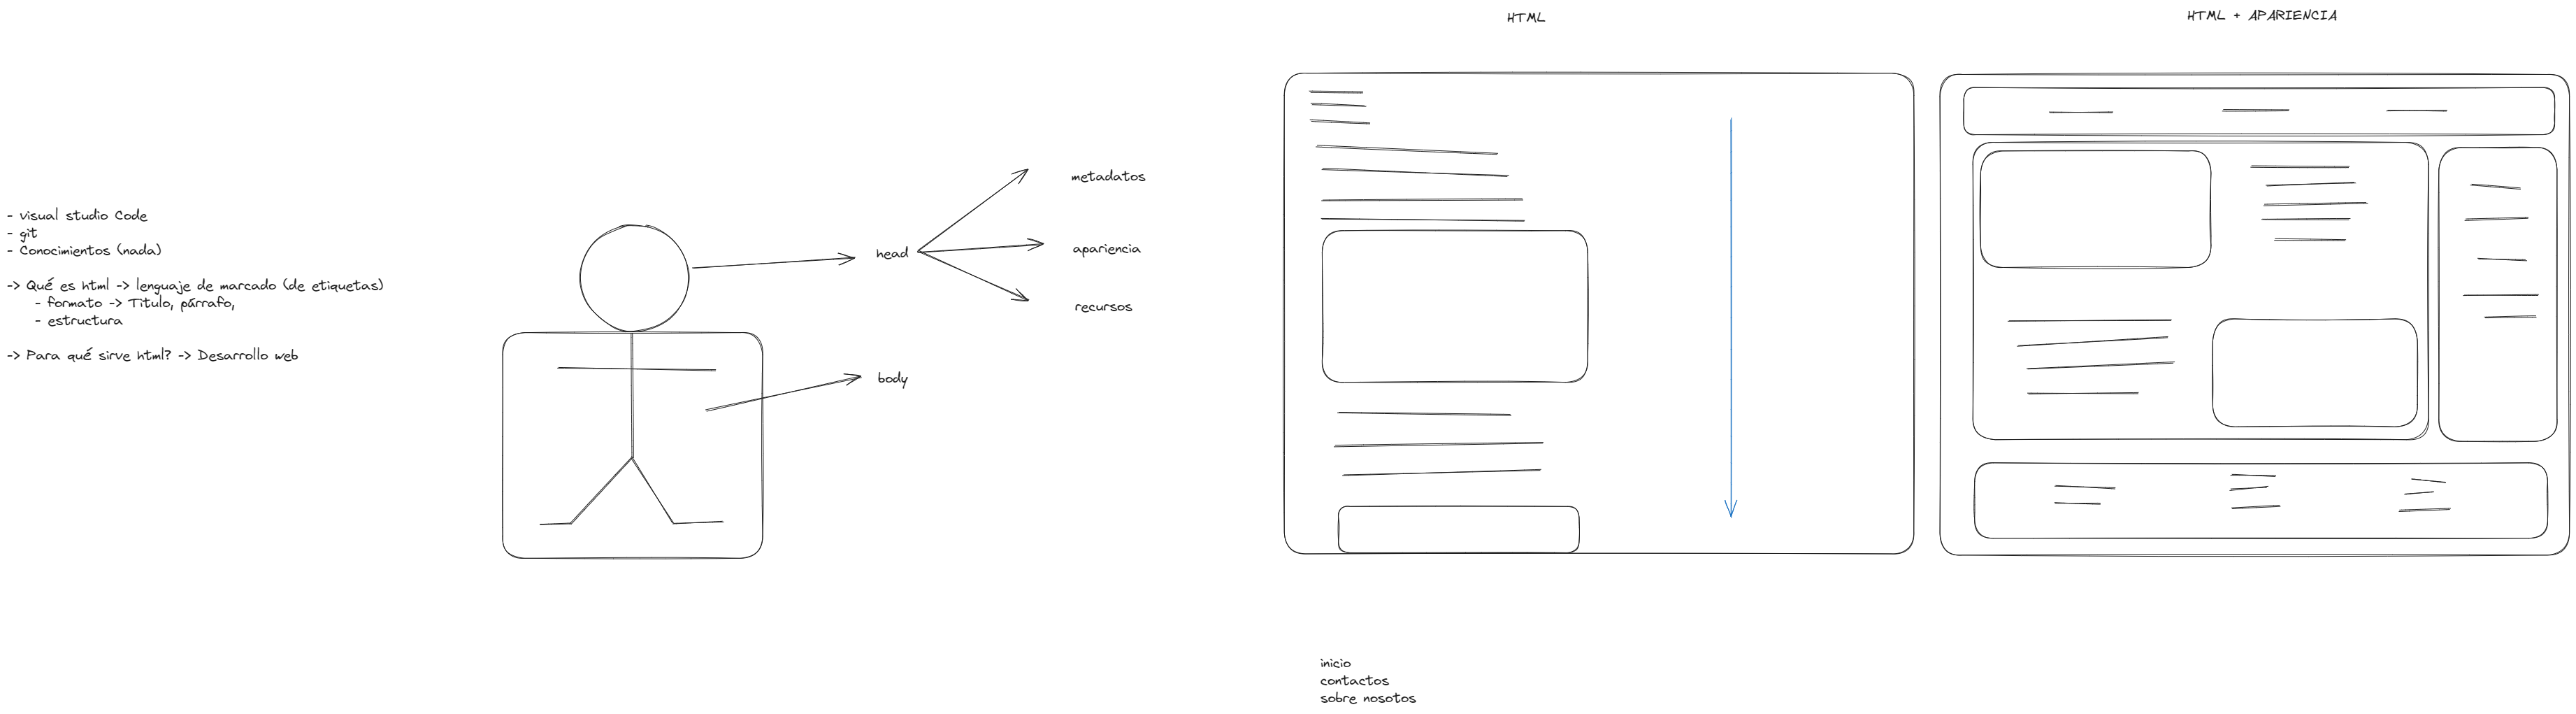 - visual studio Code
- git
- Conocimientos (nada)
-> Qué es html -> lenguaje de marcado (de etiquetas)
- formato -> Titulo, párrafo,
- estructura
-> Para qué sirve html? -> Desarrollo web
head
metadatos
apariencia
recursos
body
HTML
inicio
contactos
sobre nosotos
HTML + APARIENCIA